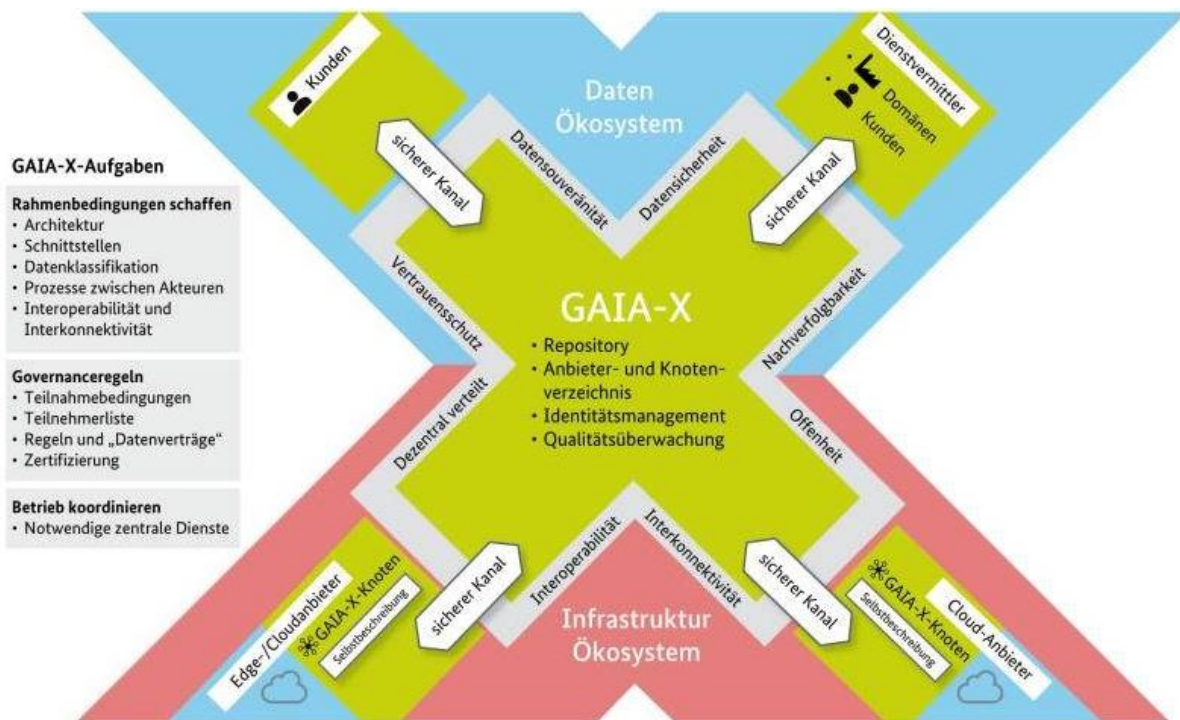 GAIA-X-Aufgaben
Rahmenbedingungen schaffen
• Architektur
• Schnittstellen
• Datenklassifikation
• Prozesse zwischen Akteuren
• Interoperabilität und
Interkonnektivität
Governanceregeln
• Teilnahmebedingungen
• Teilnehmerliste
• Regeln und „Datenverträge“
• Zertifizierung
Betrieb koordinieren
• Notwendige zentrale Dienste
Kunden
sicherer Kanal
Daten
Ökosystem
Dienstvermittler
Domänen
Kunden
sicherer Kanal
Datensouveränität
Datensicherheit
Vertrauensschutz
Nachverfolgbarkeit
GAIA-X
• Repository
• Anbieter- und Knoten-
verzeichnis
• Identitätsmanagement
• Qualitätsüberwachung
Dezentral verteilt
Offenheit
Interoperabilität
Interkonnektivität
Edge-/Cloudanbieter
GAIA-X-Knoten
Selbstbeschreibung
sicherer Kanal
Infrastruktur
Ökosystem
sicherer Kanal
GAIA-X-Knoten
Selbstbeschreibung
Cloud-Anbieter